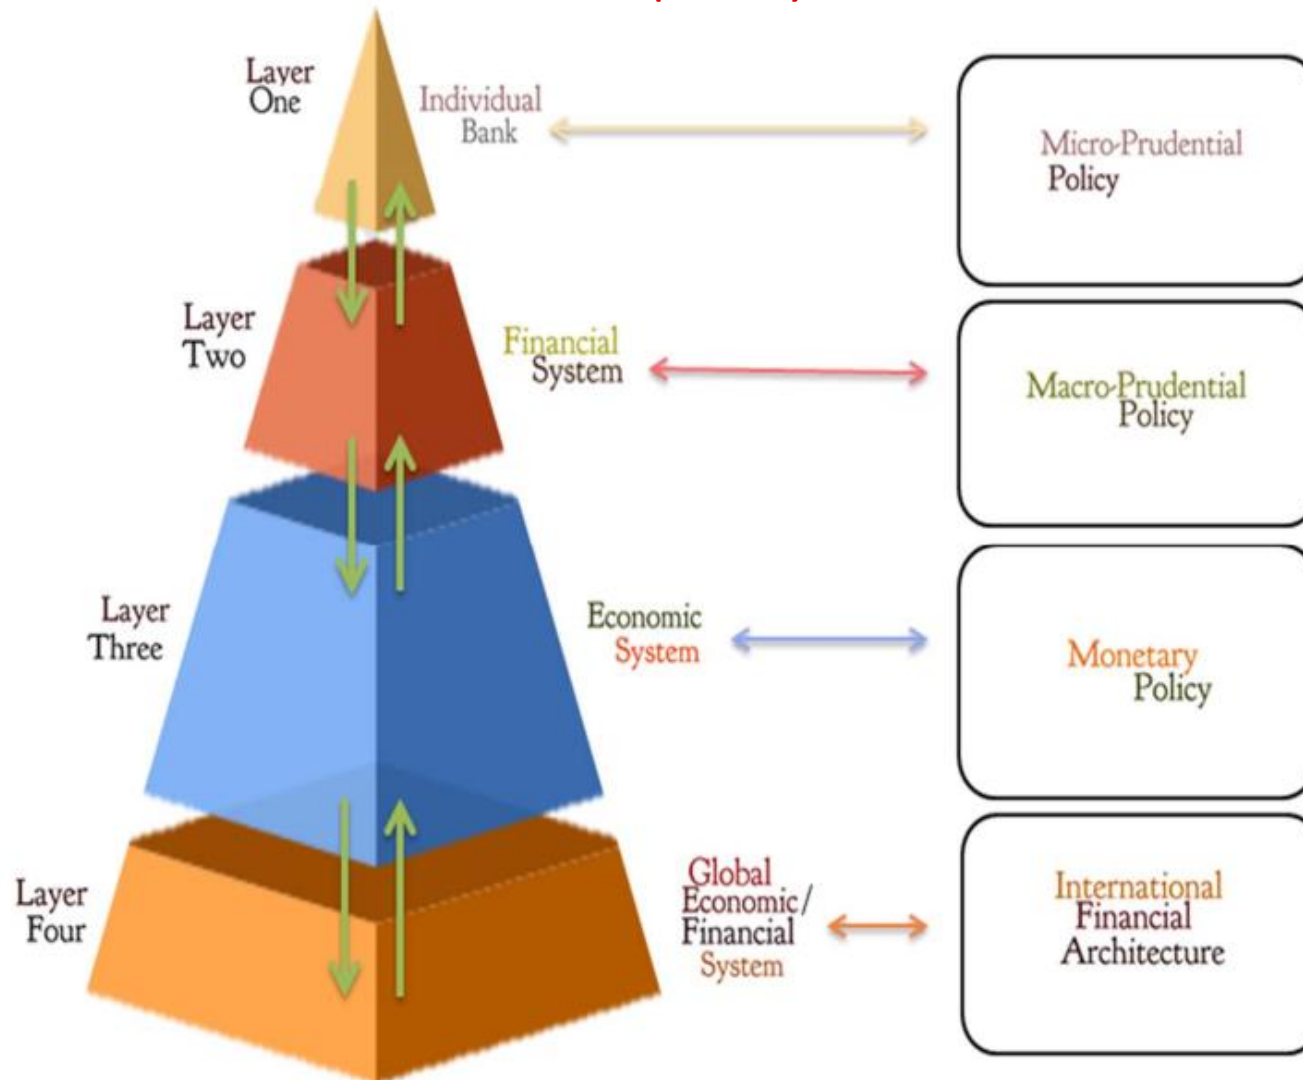 Layer
One
Individual
Bank
Micro-Prudential
Policy
Layer
Two
Financial
System
Macro-Prudential
Policy
Layer
Three
Economic
System
Monetary
Policy
Layer
Four
Global
Economic/
Financial
System
International
Financial
Architecture